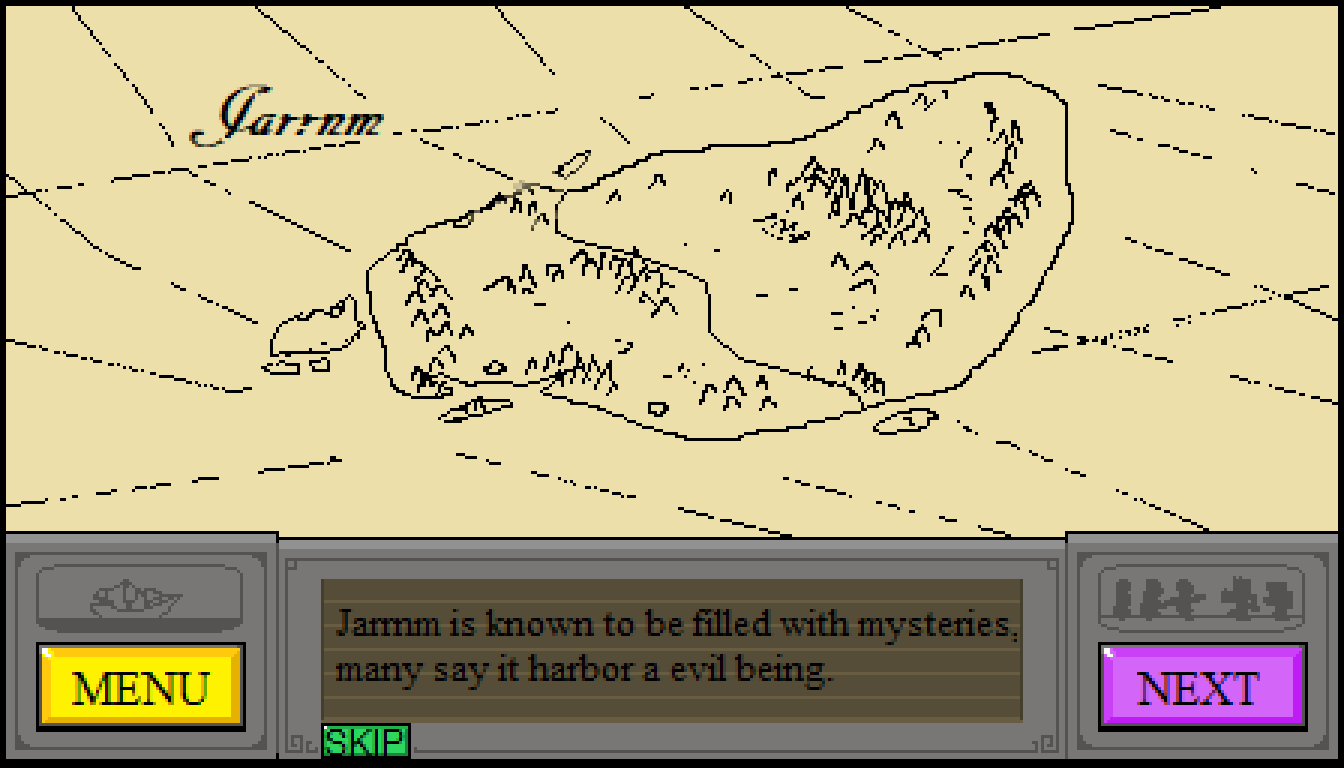 Jarrnm
Jarrnm is known to be filled with mysteries,
many say it harbor a evil being.
MENU
NEXT
SKIP